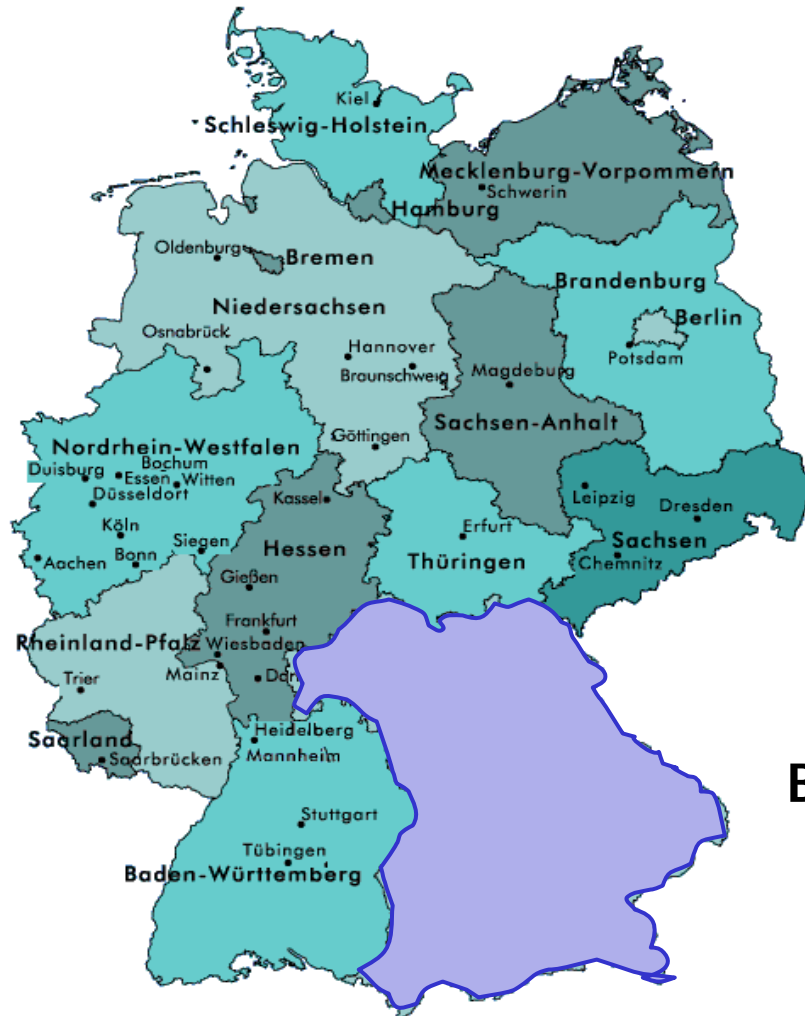 Kiel
Schleswig-Holstein
Mecklenburg-Vorpommern
Schwerin
Hamburg
Oldenburg
Bremen
Brandenburg
Niedersachsen
Berlin
Osnabrück
Hannover
Potsdam
Braunschweig
Magdeburg
Sachsen-Anhalt
Göttingen
Nordrhein-Westfalen
Bochum
Duisburg
Essen
Witten
Düsseldort
Kassel
Leipzig
Dresden
Köln
Siegen
Erfurt
Sachsen
Hessen
Thüringen
Aachen
Bonn
Chemnitz
Gießen
Frankfurt
Rheinland-Pfalz
Wiesbaden
Mainz
Trier
Heidelberg
Saarland
Mannheim
Saarbrücken
B
Stuttgart
Tübingen
Baden-Württemberg